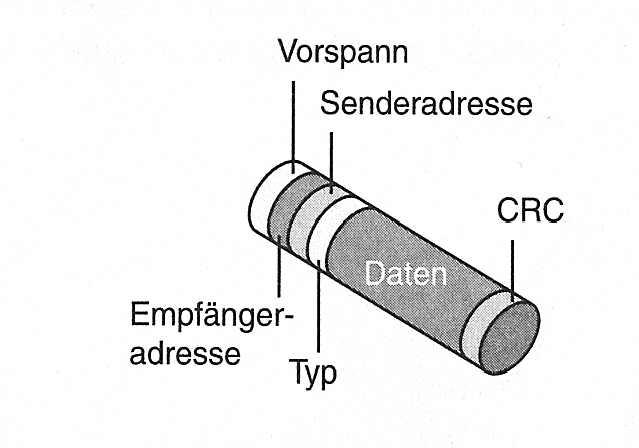 Vorspann
Senderadresse
CRC
Daten
Empfänger-
adresse
Typ